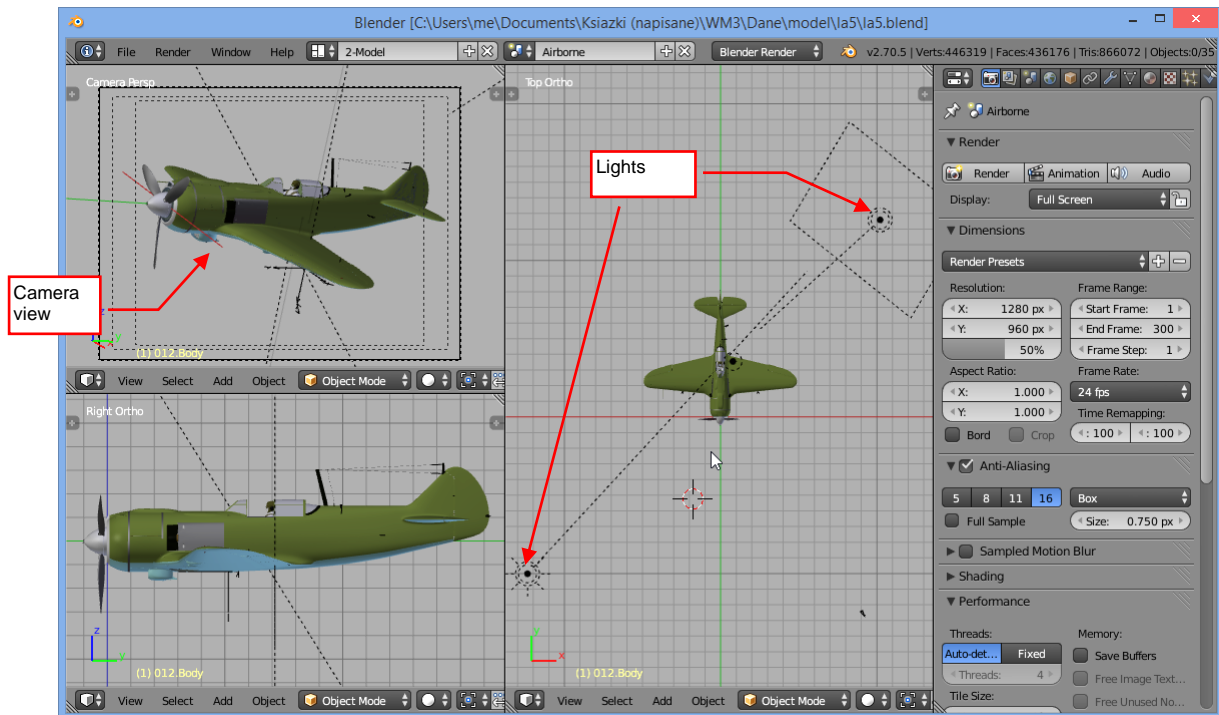 Blender [C:\Users\me\Documents\Ksiazki (napisane)\WM3\Dane\model\la5\la5.blend]
File Render Window Help 2-Model Airborne Blender Render v2.70.5 | Verts:446319 | Faces:436176 | Tris:866072 | Objects:0/35
Camera Persp
Camera view
z
y
(1) 012.Body
View Select Add Object Object Mode
Right Ortho
z
y
(1) 012.Body
View Select Add Object Object Mode
Top Ortho
Lights
y
x
(1) 012.Body
View Select Add Object Object Mode
Airborne
Render
Render Animation Audio
Display: Full Screen
Dimensions
Render Presets
Resolution: Frame Range:
X: 1280 px Start Frame: 1
Y: 960 px End Frame: 300
50% Frame Step: 1
Aspect Ratio: Frame Rate:
X: 1.000 24 fps
Y: 1.000 Time Remapping:
Bord Crop : 100 : 100
Anti-Aliasing
5 8 11 16 Box
Full Sample Size: 0.750 px
Sampled Motion Blur
Shading
Performance
Threads: Memory:
Auto-det... Fixed Save Buffers
Threads: 4 Free Image Text...
Tile Size: Free Unused No...